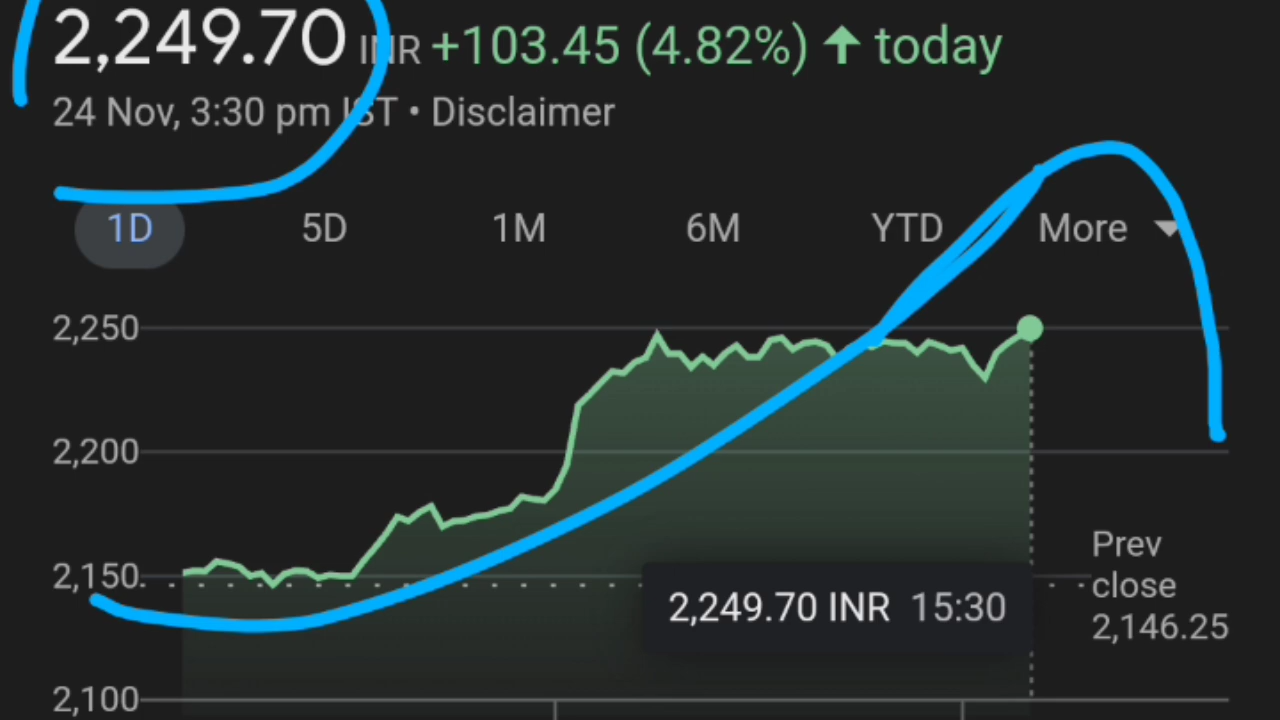 2,249.70 INR +103.45 (4.82%) ↑ today
24 Nov, 3:30 pm IST • Disclaimer
1D 5D 1M 6M YTD More
2,250
2,200
2,150
2,100
2,249.70 INR 15:30
Prev
close
2,146.25